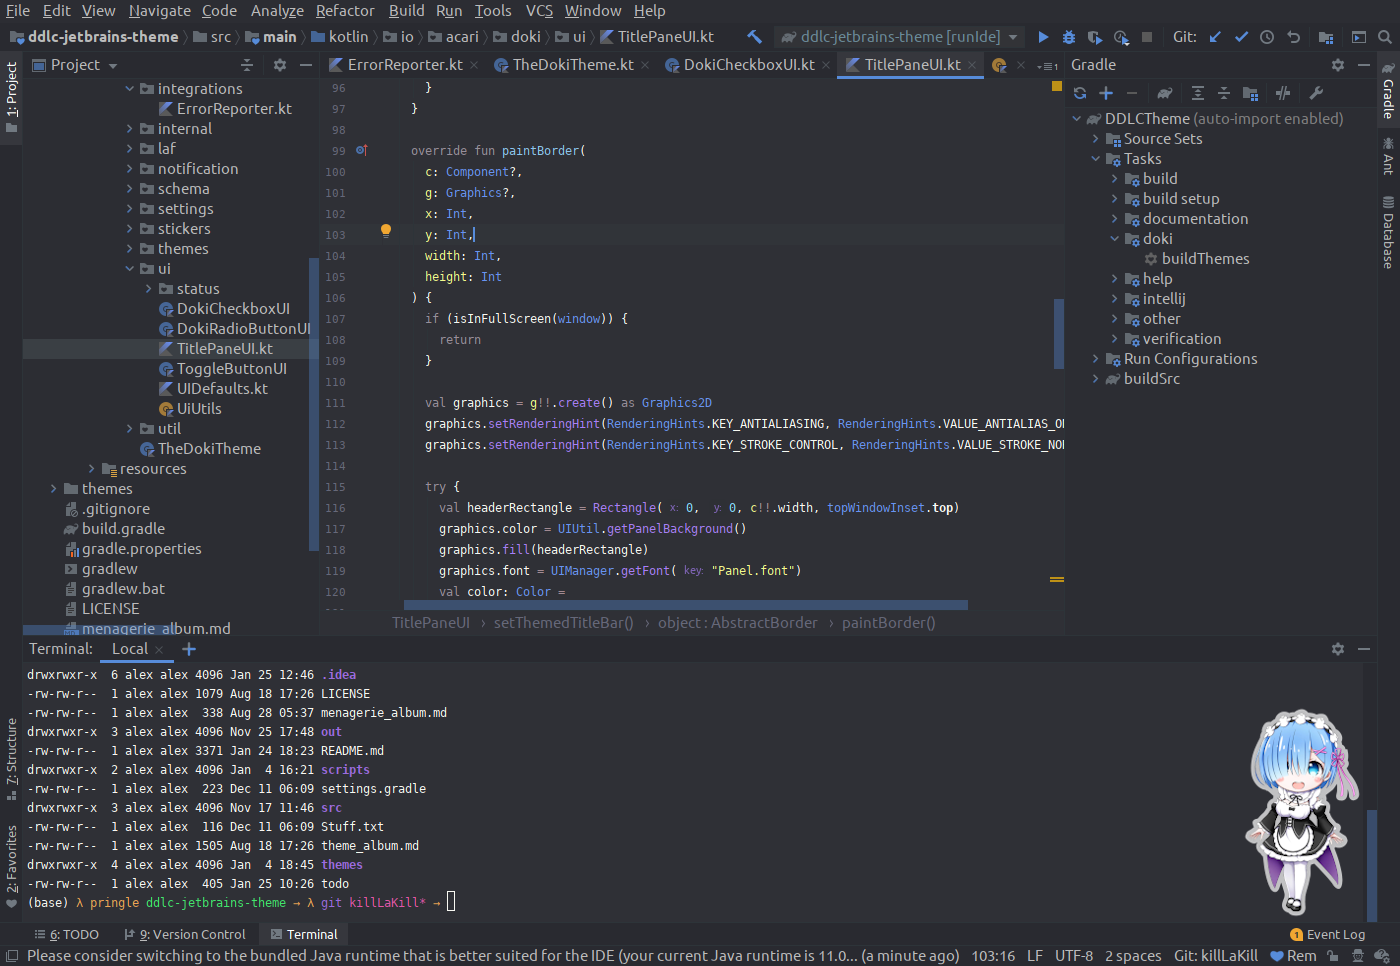 File Edit View Navigate Code Analyze Refactor Build Run Tools VCS Window Help
ddlc-jetbrains-theme src main kotlin io acari doki ui TitlePaneUI.kt ddlc-jetbrains-theme [runIde] Git:
1: Project
Project
integrations
ErrorReporter.kt
internal
laf
notification
schema
settings
stickers
themes
ui
status
DokiCheckboxUI
DokiRadioButtonUI
TitlePaneUI.kt
ToggleButtonUI
UIDefaults.kt
UiUtils
util
TheDokiTheme
resources
themes
.gitignore
build.gradle
gradle.properties
gradlew
gradlew.bat
LICENSE
menagerie_album.md
ErrorReporter.kt TheDokiTheme.kt DokiCheckboxUI.kt TitlePaneUI.kt 1
96 }
97 }
98
99 override fun paintBorder(
100 c: Component?,
101 g: Graphics?,
102 x: Int,
103 y: Int,
104 width: Int,
105 height: Int
106 ) {
107 if (isInFullScreen(window)) {
108 return
109 }
110
111 val graphics = g!!.create() as Graphics2D
112 graphics.setRenderingHint(RenderingHints.KEY_ANTIALIASING, RenderingHints.VALUE_ANTIALIAS_O
113 graphics.setRenderingHint(RenderingHints.KEY_STROKE_CONTROL, RenderingHints.VALUE_STROKE_NO
114
115 try {
116 val headerRectangle = Rectangle( x: 0, y: 0, c!!.width, topWindowInset.top)
117 graphics.color = UIUtil.getPanelBackground()
118 graphics.fill(headerRectangle)
119 graphics.font = UIManager.getFont( key: "Panel.font")
120 val color: Color =
TitlePaneUI › setThemedTitleBar() › object : AbstractBorder › paintBorder()
Gradle
DDLCTheme (auto-import enabled)
Source Sets
Tasks
build
build setup
documentation
doki
buildThemes
help
intellij
other
verification
Run Configurations
buildSrc
Gradle
Ant
Database
Terminal: Local
drwxrwxr-x 6 alex alex 4096 Jan 25 12:46 .idea
-rw-rw-r-- 1 alex alex 1079 Aug 18 17:26 LICENSE
-rw-rw-r-- 1 alex alex 338 Aug 28 05:37 menagerie_album.md
drwxrwxr-x 3 alex alex 4096 Nov 25 17:48 out
-rw-rw-r-- 1 alex alex 3371 Jan 24 18:23 README.md
drwxrwxr-x 2 alex alex 4096 Jan 4 16:21 scripts
-rw-rw-r-- 1 alex alex 223 Dec 11 06:09 settings.gradle
drwxrwxr-x 3 alex alex 4096 Nov 17 11:46 src
-rw-rw-r-- 1 alex alex 116 Dec 11 06:09 Stuff.txt
-rw-rw-r-- 1 alex alex 1505 Aug 18 17:26 theme_album.md
drwxrwxr-x 4 alex alex 4096 Jan 4 18:45 themes
-rw-rw-r-- 1 alex alex 405 Jan 25 10:26 todo
(base) λ pringle ddlc-jetbrains-theme → λ git killLaKill* →
7: Structure
2: Favorites
6: TODO 9: Version Control Terminal 1 Event Log
Please consider switching to the bundled Java runtime that is better suited for the IDE (your current Java runtime is 11.0... (a minute ago) 103:16 LF UTF-8 2 spaces Git: killLaKill Rem